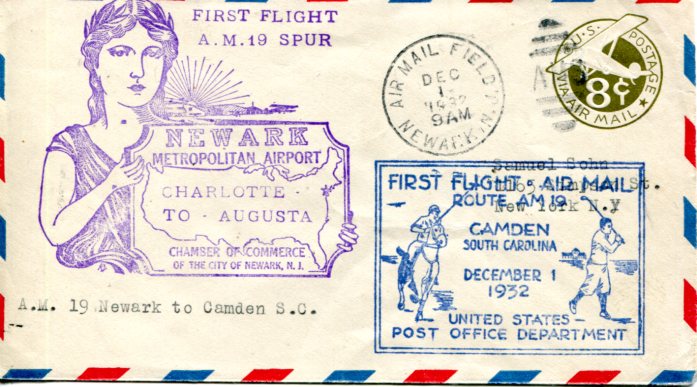 FIRST FLIGHT
A.M. 19 SPUR
NEWARK
METROPOLITAN AIRPORT
CHARLOTTE
TO - AUGUSTA
CHAMBER OF COMMERCE
OF THE CITY OF NEWARK, N.J.
AIR MAIL FIELD
NEWARK, N.J.
DEC
1
1932
9AM
U.S. POSTAGE
8¢
VIA AIR MAIL
Samuel Sohn
St.
New York N.Y
FIRST FLIGHT - AIR MAIL
ROUTE AM 19
CAMDEN
SOUTH CAROLINA
DECEMBER 1
1932
UNITED STATES
POST OFFICE DEPARTMENT
A.M. 19 Newark to Camden S.C.